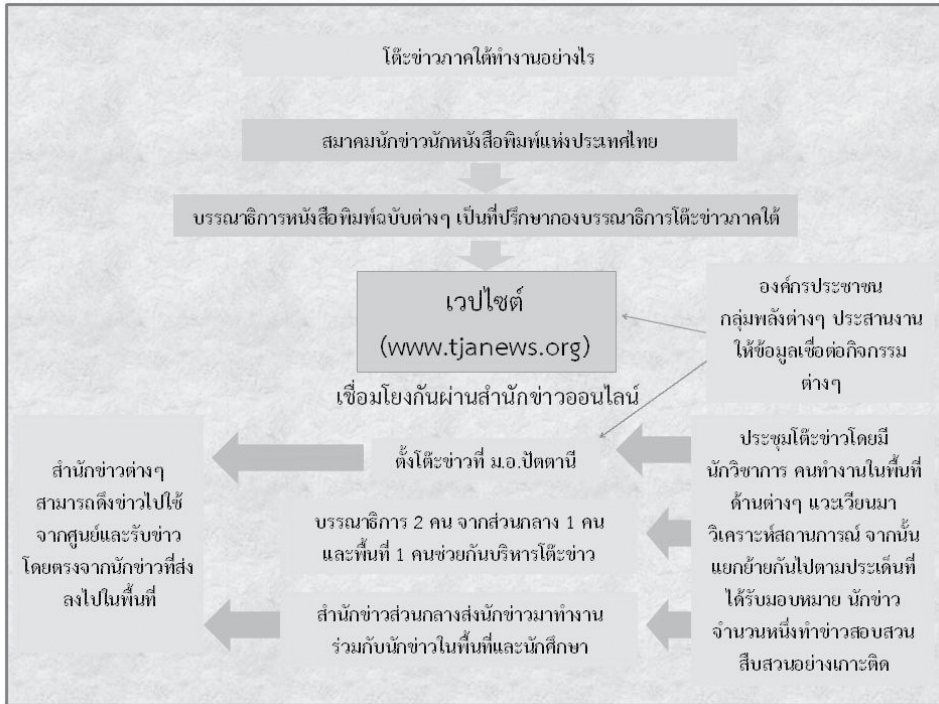 โต๊ะข่าวภาคใต้ทำงานอย่างไร
สมาคมนักข่าวนักหนังสือพิมพ์แห่งประเทศไทย
บรรณาธิการหนังสือพิมพ์ฉบับต่างๆ เป็นที่ปรึกษากองบรรณาธิการโต๊ะข่าวภาคใต้
เวปไซต์
(www.tjanews.org)
เชื่อมโยงกันผ่านสำนักข่าวออนไลน์
องค์กรประชาชน
กลุ่มพลังต่างๆ ประสานงาน
ให้ข้อมูลเชื่อต่อกิจกรรม
ต่างๆ
ตั้งโต๊ะข่าวที่ ม.อ.ปัตตานี
บรรณาธิการ 2 คน จากส่วนกลาง 1 คน
และพื้นที่ 1 คนช่วยกันบริหารโต๊ะข่าว
สำนักข่าวส่วนกลางส่งนักข่าวมาทำงาน
ร่วมกับนักข่าวในพื้นที่และนักศึกษา
สำนักข่าวต่างๆ
สามารถดึงข่าวไปใช้
จากศูนย์และรับข่าว
โดยตรงจากนักข่าวที่ส่ง
ลงไปในพื้นที่
ประชุมโต๊ะข่าวโดยมี
นักวิชาการ คนทำงานในพื้นที่
ด้านต่างๆ แวะเวียนมา
วิเคราะห์สถานการณ์ จากนั้น
แยกย้ายกันไปตามประเด็นที่
ได้รับมอบหมาย นักข่าว
จำนวนหนึ่งทำข่าวสอบสวน
สืบสวนอย่างเกาะติด